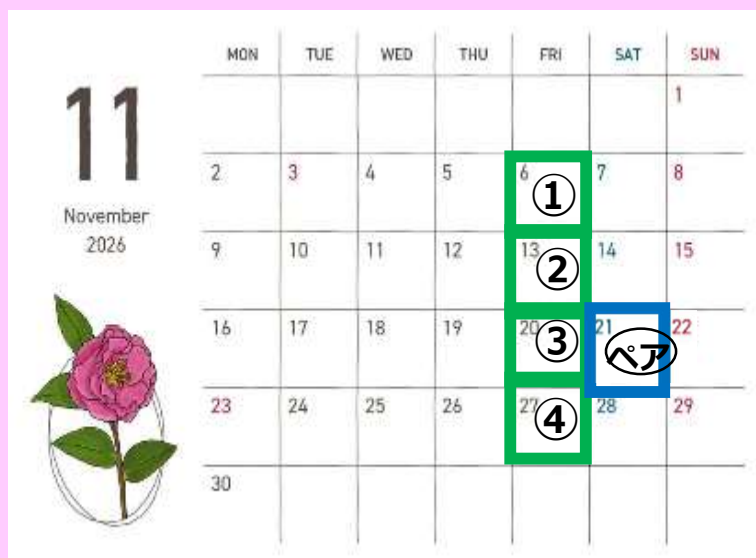 11
November
2026
MON TUE WED THU FRI SAT SUN
1
2 3 4 5 6 7 8
① ペア
9 10 11 12 13 14 15
②
16 17 18 19 20 21 22
③ ペア
23 24 25 26 27 28 29
④
30